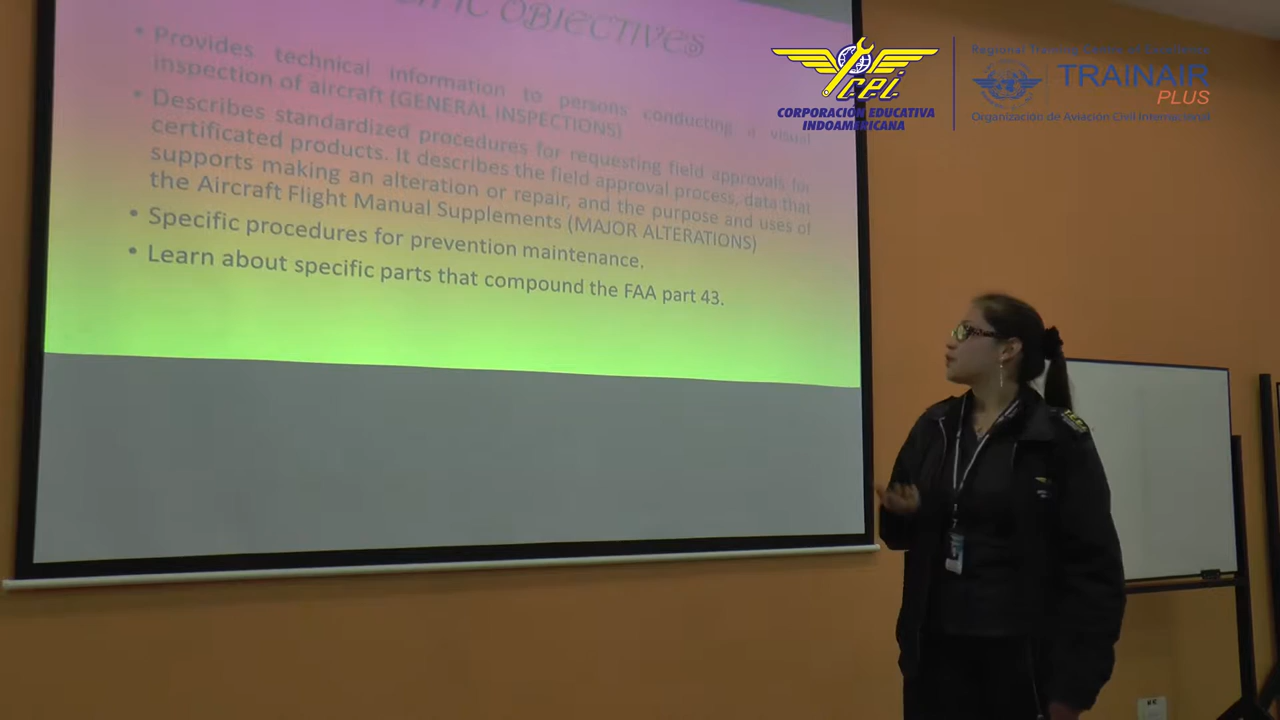 OBJECTIVES
• Provides technical information to persons conducting a visual
inspection of aircraft (GENERAL INSPECTIONS)
• Describes standardized procedures for requesting field approvals for
certificated products. It describes the field approval process, data that
supports making an alteration or repair, and the purpose and uses of
the Aircraft Flight Manual Supplements (MAJOR ALTERATIONS)
• Specific procedures for prevention maintenance.
• Learn about specific parts that compound the FAA part 43.
cei
CORPORACIÓN EDUCATIVA
INDOAMERICANA
Regional Training Center of Excellence
TRAINAIR
PLUS
Organización de Aviación Civil Internacional